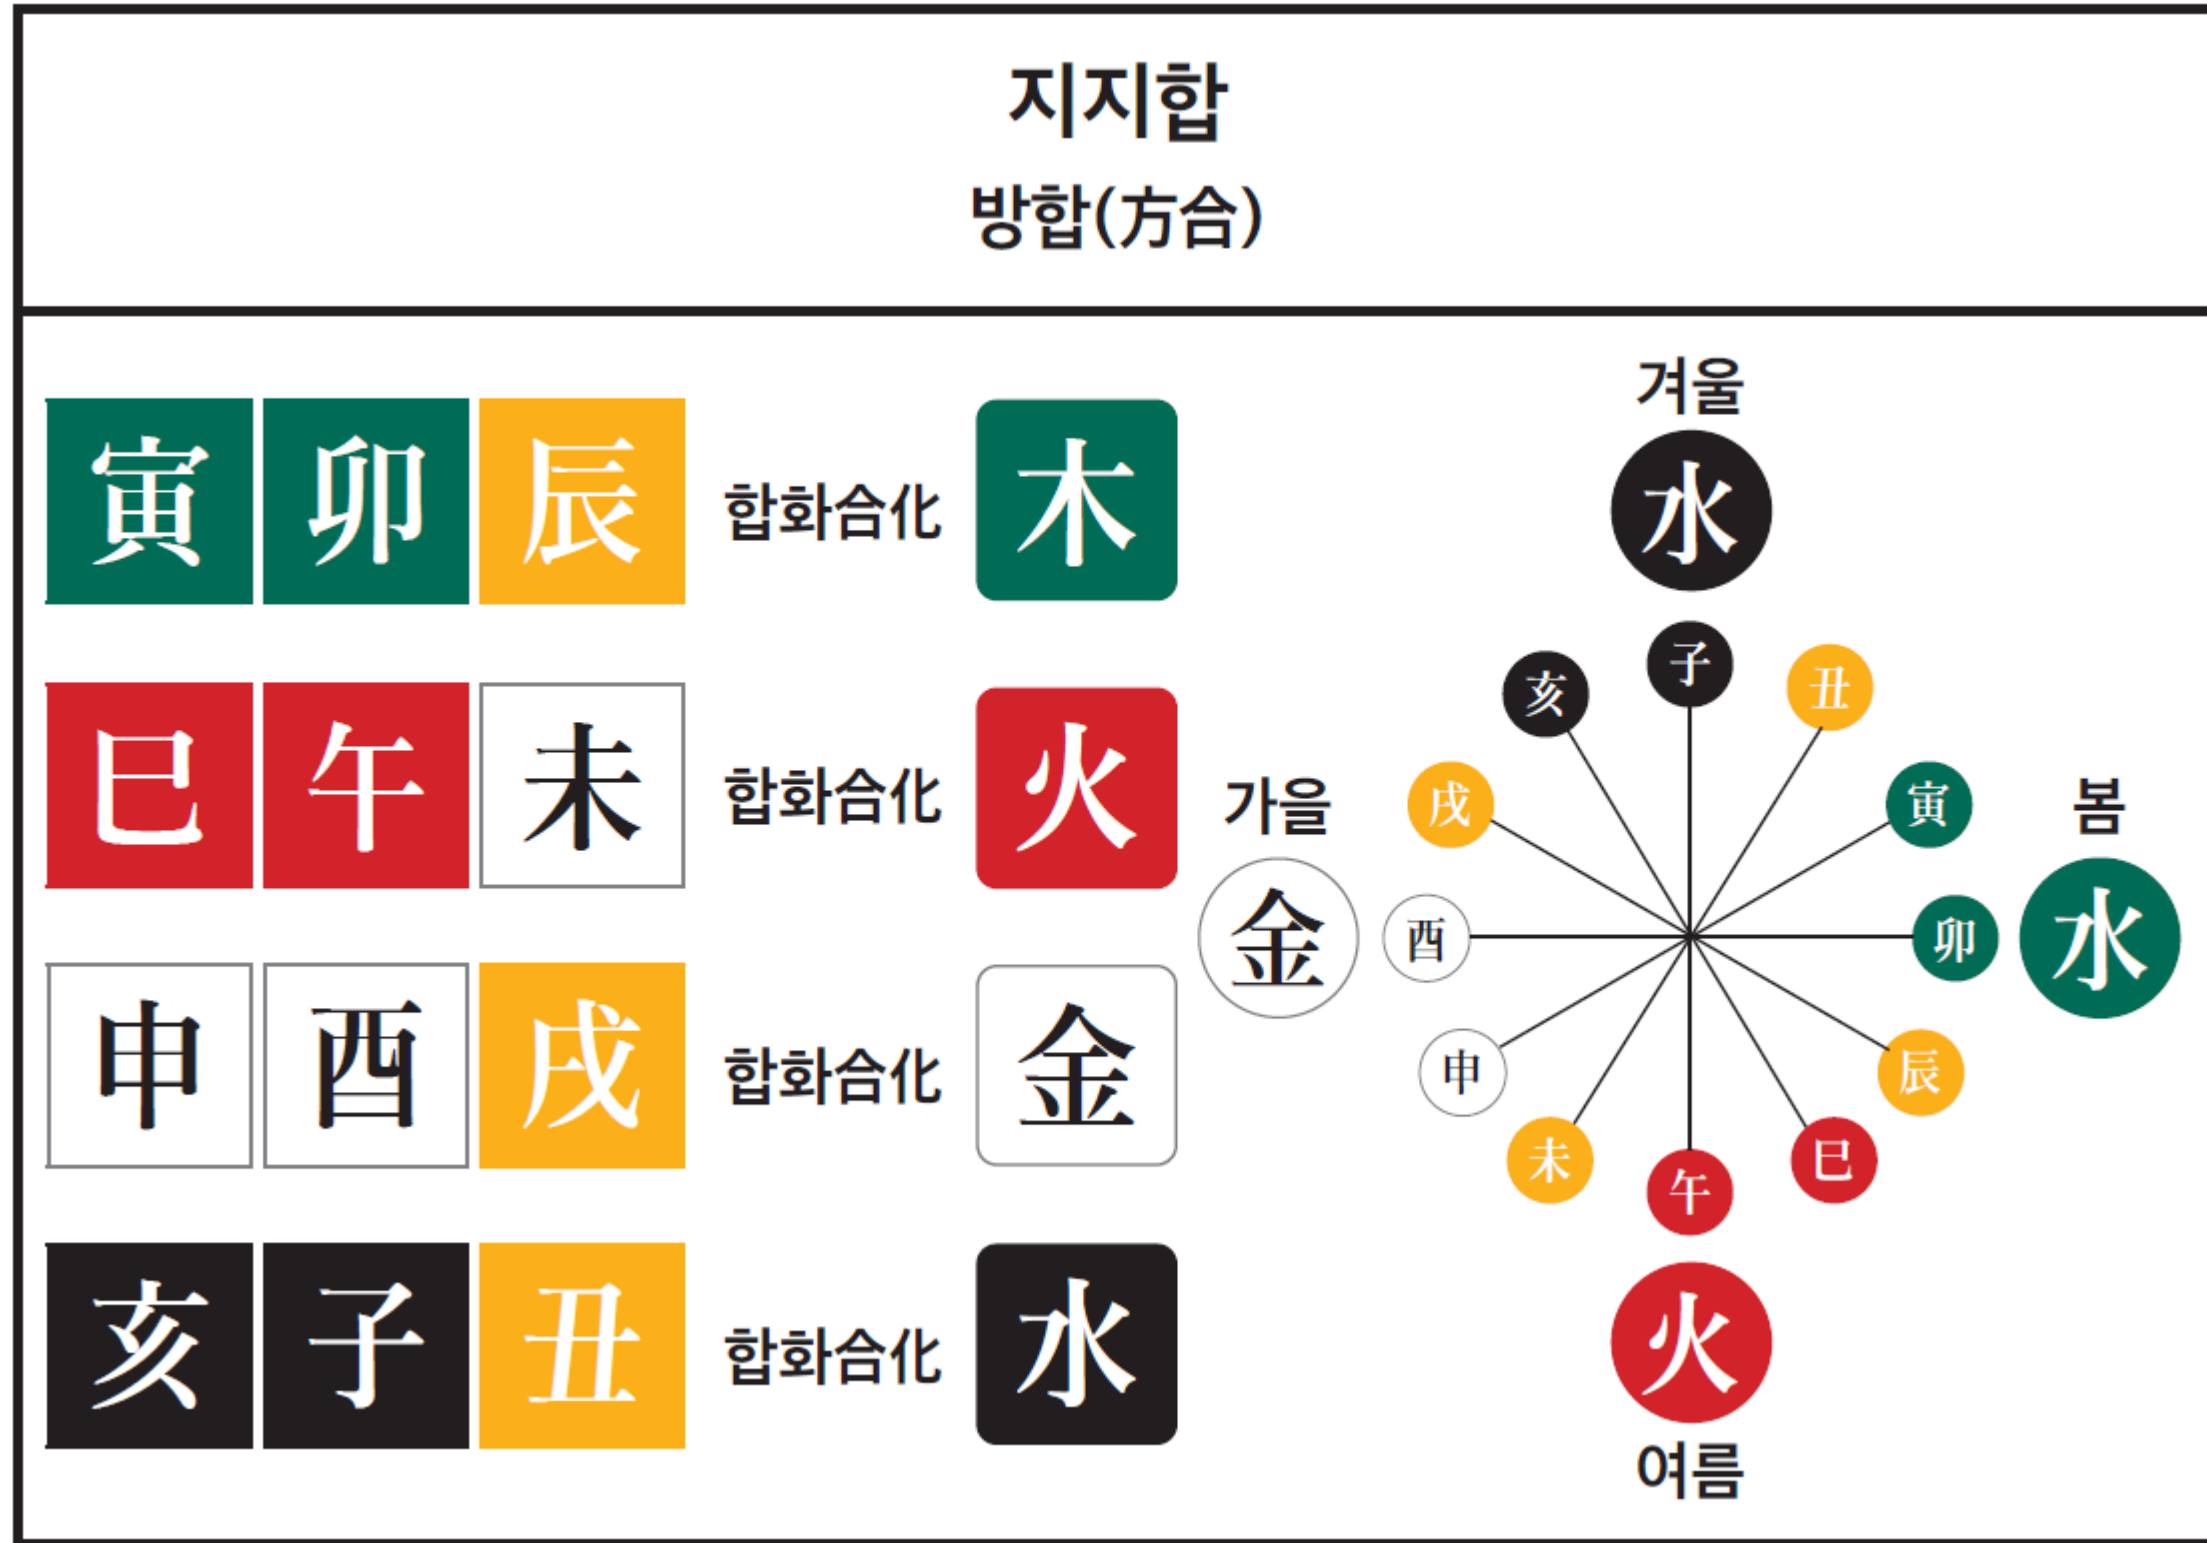 지지합
방합(方合)
寅 卯 辰 합화合化 木
巳 午 未 합화合化 火
申 酉 戌 합화合化 金
亥 子 丑 합화合化 水
겨울
水
子
亥
丑
戌
寅
가을
봄
金
酉
卯
水
申
辰
未
巳
午
火
여름